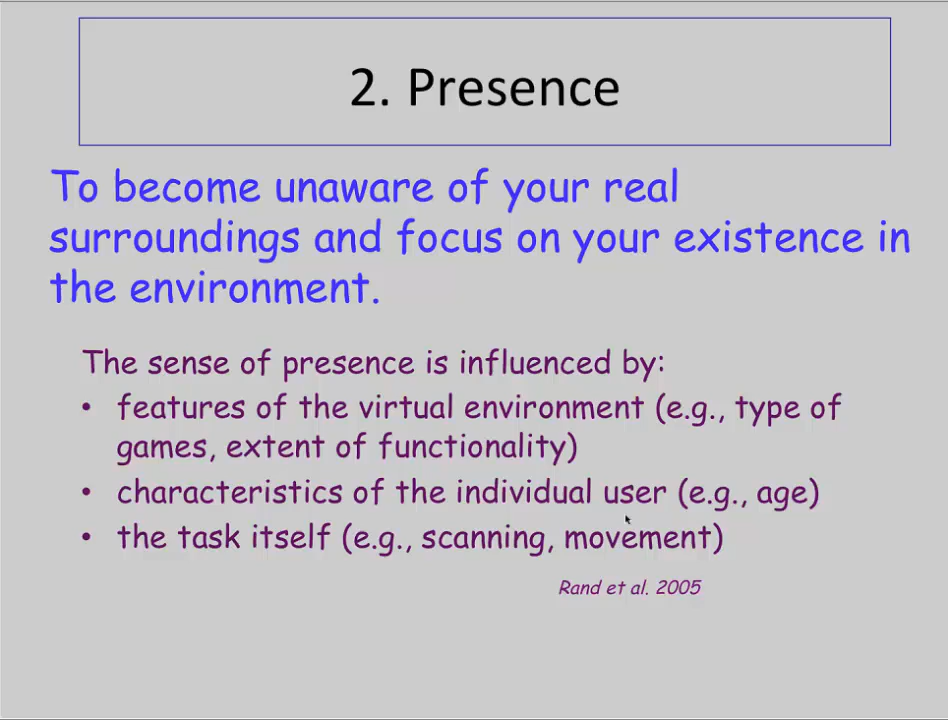 2. Presence
To become unaware of your real
surroundings and focus on your existence in
the environment.
The sense of presence is influenced by:
• features of the virtual environment (e.g., type of
games, extent of functionality)
• characteristics of the individual user (e.g., age)
• the task itself (e.g., scanning, movement)
Rand et al. 2005